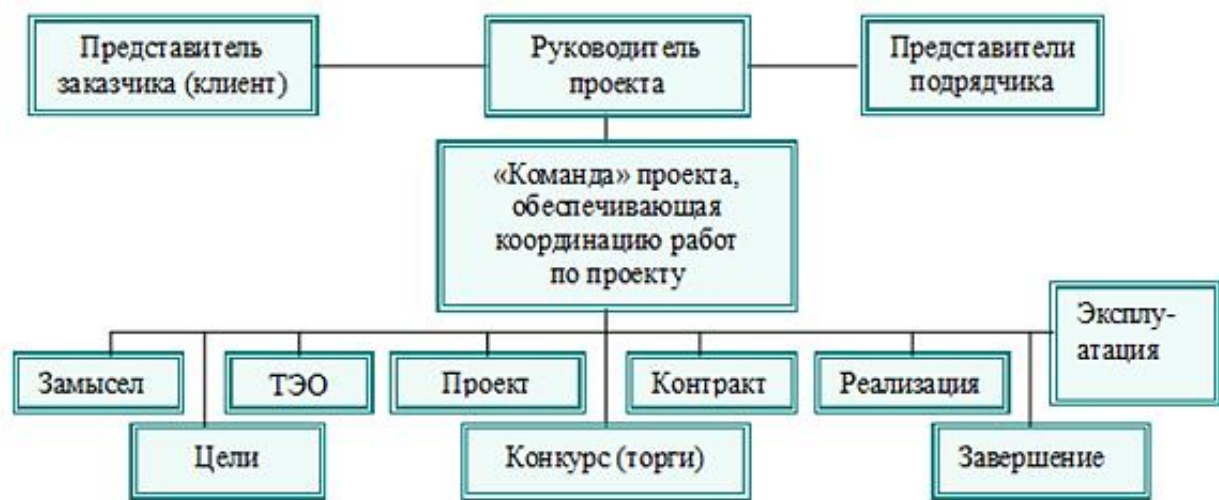 Представитель
заказчика (клиент)
Руководитель
проекта
Представители
подрядчика
«Команда» проекта,
обеспечивающая
координацию работ
по проекту
Эксплу-
атация
Замысел
ТЭО
Проект
Контракт
Реализация
Цели
Конкурс (торги)
Завершение